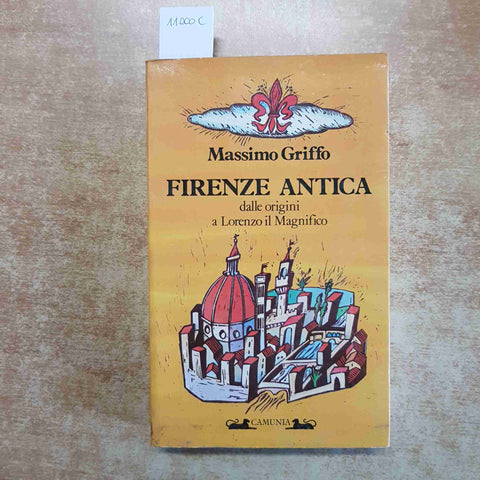 11000 C
Massimo Griffo
FIRENZE ANTICA
dalle origini
a Lorenzo il Magnifico
CAMUNIA